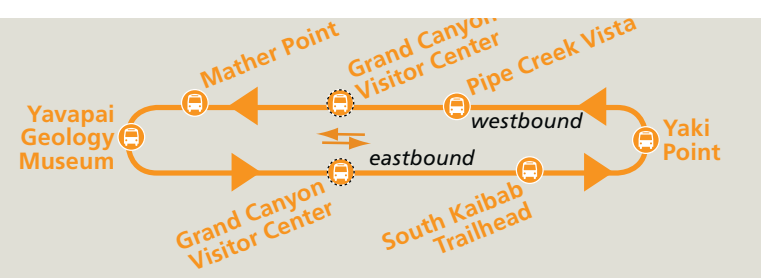 Mather Point
Grand Canyon
Visitor Center
Pipe Creek Vista
westbound
Yavapai
Geology
Museum
Yaki
Point
eastbound
Grand Canyon
Visitor Center
South Kaibab
Trailhead